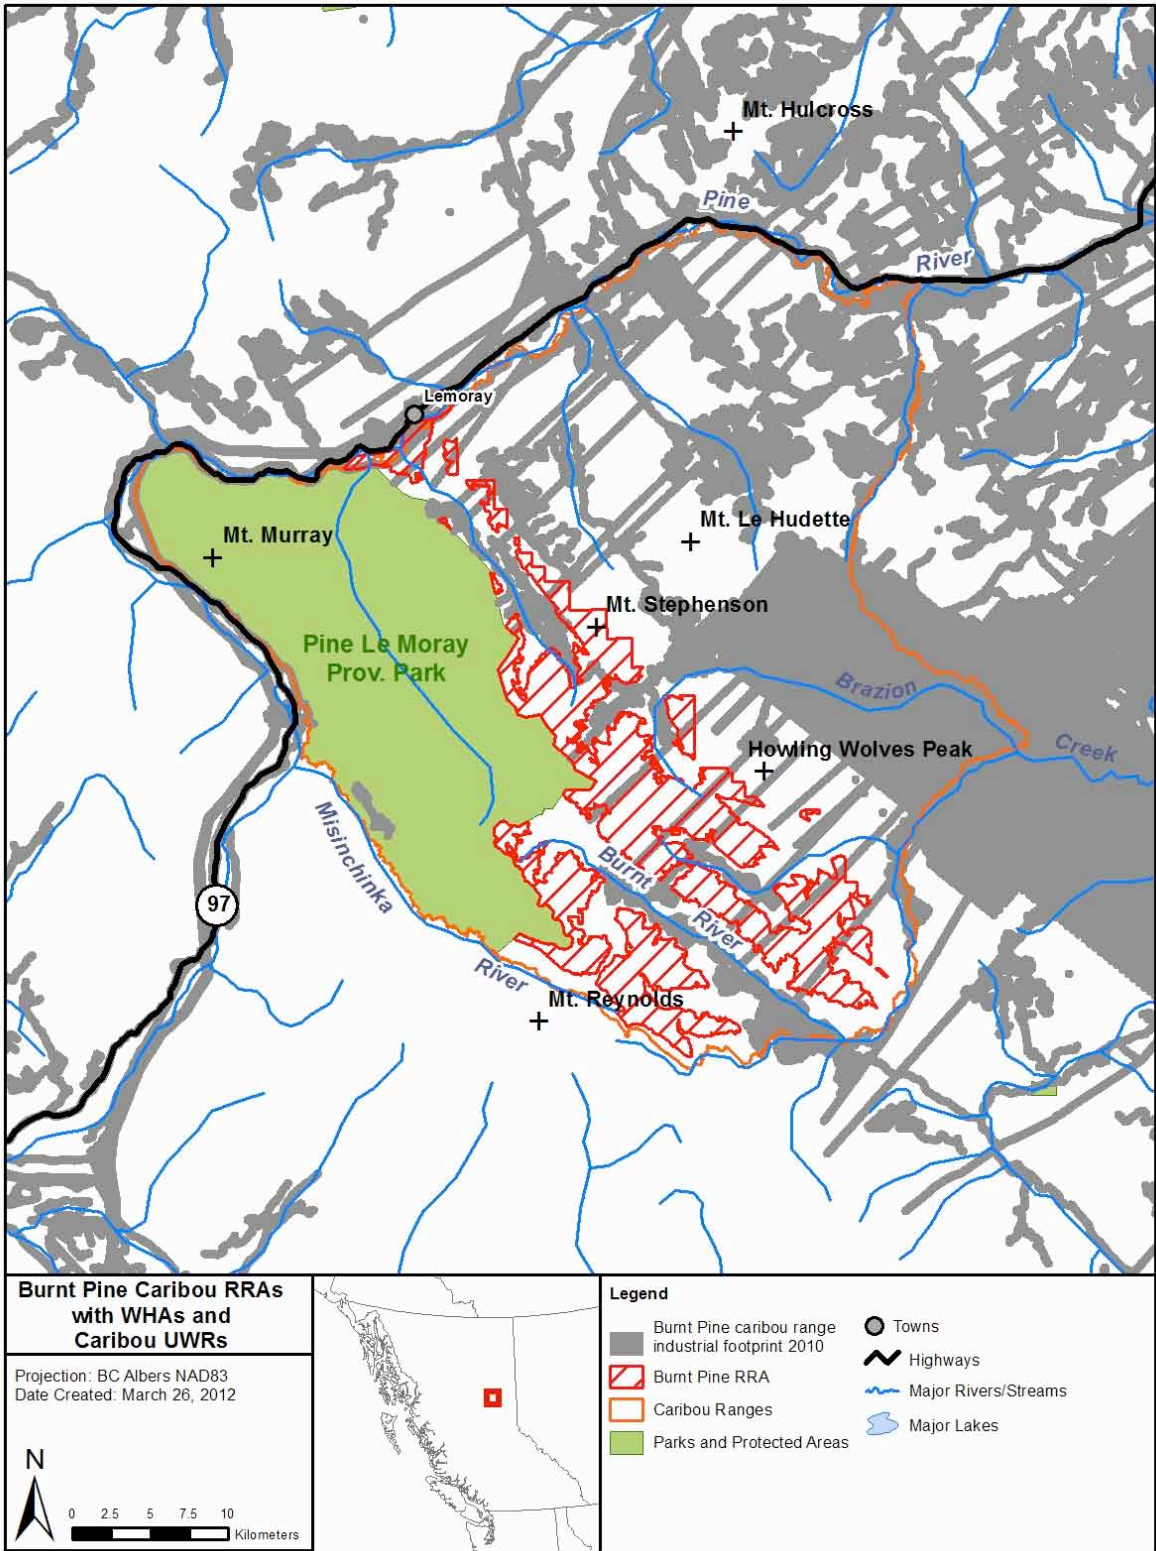 Mt. Hulcross
Pine
River
Lemoray
Mt. Murray
Mt. Le Hudette
Mt. Stephenson
Pine Le Moray
Prov. Park
Brazion
Howling Wolves Peak
Creek
Misinchinka
Burnt
97
River
River
Mt. Reynolds
Burnt Pine Caribou RRAs
with WHAs and
Caribou UWRs
Projection: BC Albers NAD83
Date Created: March 26, 2012
N
0 2.5 5 7.5 10
Kilometers
Legend
Burnt Pine caribou range
industrial footprint 2010
Burnt Pine RRA
Caribou Ranges
Parks and Protected Areas
Towns
Highways
Major Rivers/Streams
Major Lakes